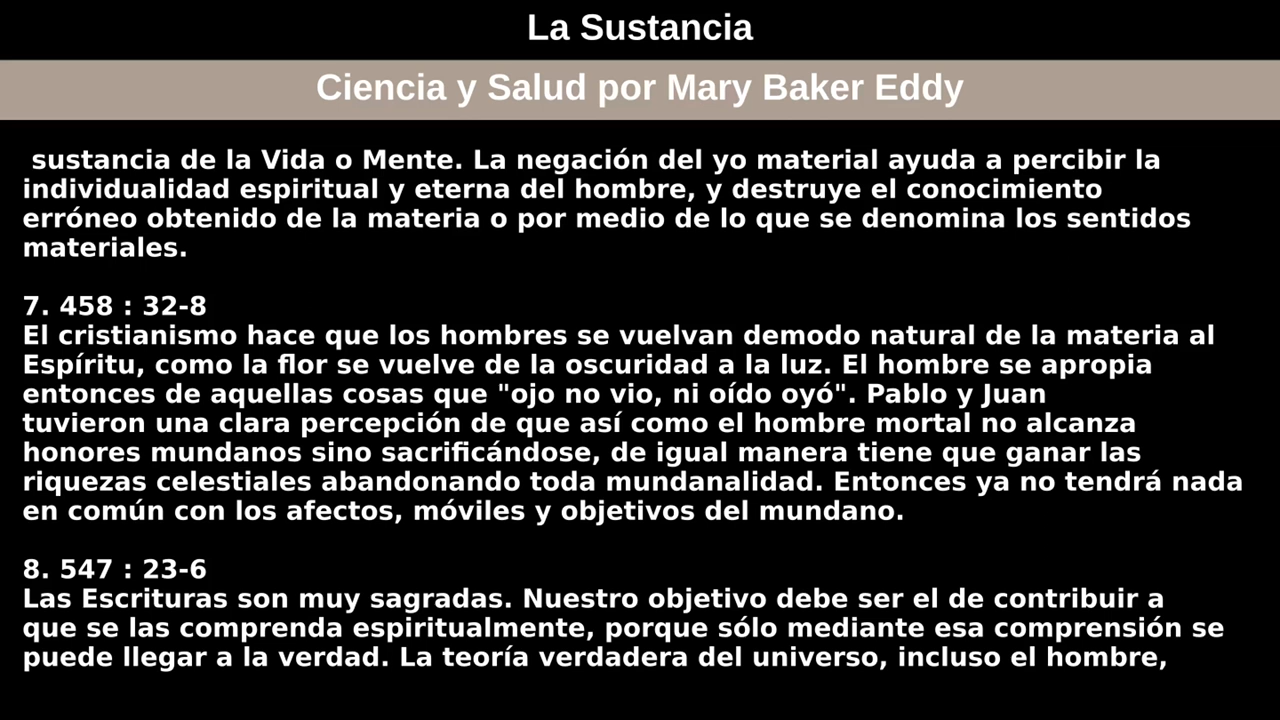 La Sustancia
Ciencia y Salud por Mary Baker Eddy
sustancia de la Vida o Mente. La negación del yo material ayuda a percibir la
individualidad espiritual y eterna del hombre, y destruye el conocimiento
erróneo obtenido de la materia o por medio de lo que se denomina los sentidos
materiales.
7. 458 : 32-8
El cristianismo hace que los hombres se vuelvan demodo natural de la materia al
Espíritu, como la flor se vuelve de la oscuridad a la luz. El hombre se apropia
entonces de aquellas cosas que "ojo no vio, ni oído oyó". Pablo y Juan
tuvieron una clara percepción de que así como el hombre mortal no alcanza
honores mundanos sino sacrificándose, de igual manera tiene que ganar las
riquezas celestiales abandonando toda mundanalidad. Entonces ya no tendrá nada
en común con los afectos, móviles y objetivos del mundano.
8. 547 : 23-6
Las Escrituras son muy sagradas. Nuestro objetivo debe ser el de contribuir a
que se las comprenda espiritualmente, porque sólo mediante esa comprensión se
puede llegar a la verdad. La teoría verdadera del universo, incluso el hombre,